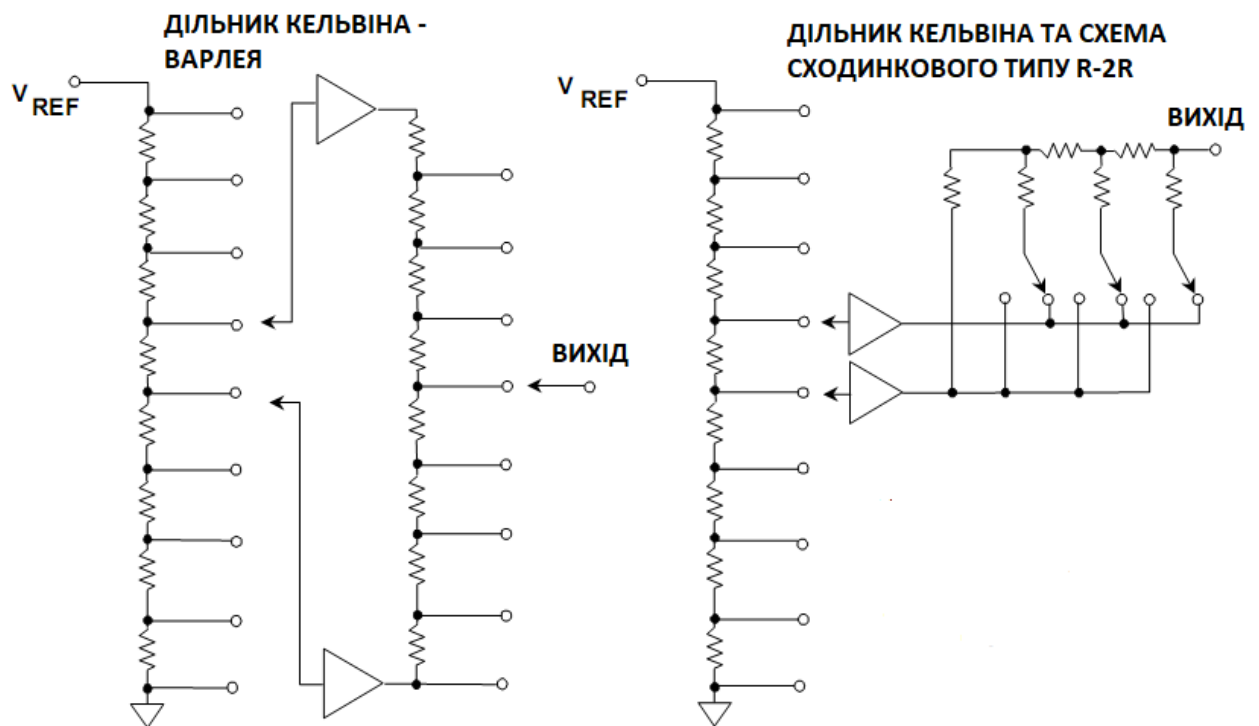 ДІЛЬНИК КЕЛЬВІНА -
ВАРЛЕЯ
V REF
ВИХІД
ДІЛЬНИК КЕЛЬВІНА ТА СХЕМА
СХОДИНКОВОГО ТИПУ R-2R
V REF
ВИХІД